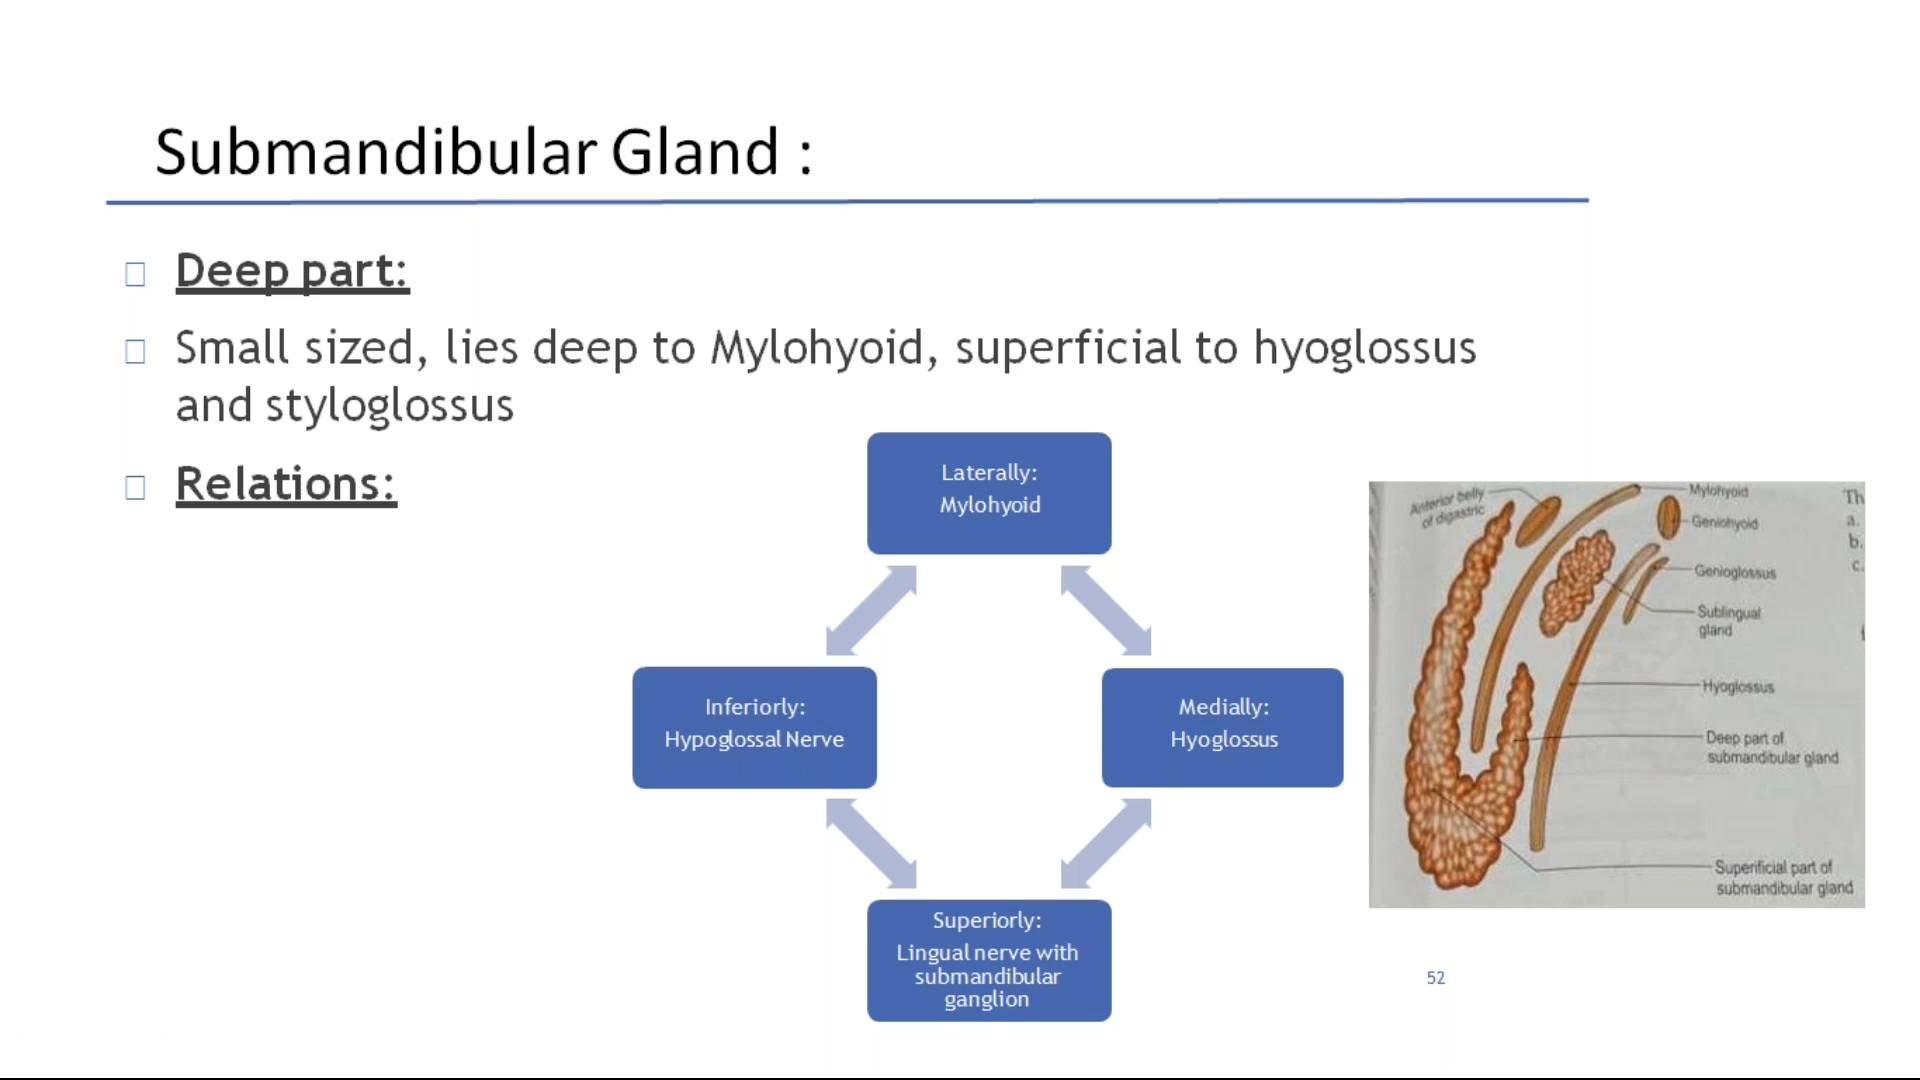 Submandibular Gland :
Deep part:
Small sized, lies deep to Mylohyoid, superficial to hyoglossus
and styloglossus
Relations:
Laterally:
Mylohyoid
Inferiorly:
Hypoglossal Nerve
Medially:
Hyoglossus
Superiorly:
Lingual nerve with
submandibular
ganglion
Anterior belly
of digastric
Mylohyoid
Geniohyoid
Genioglossus
Sublingual
gland
Hyoglossus
Deep part of
submandibular gland
Superificial part of
submandibular gland
Th
a.
b.
c.
52